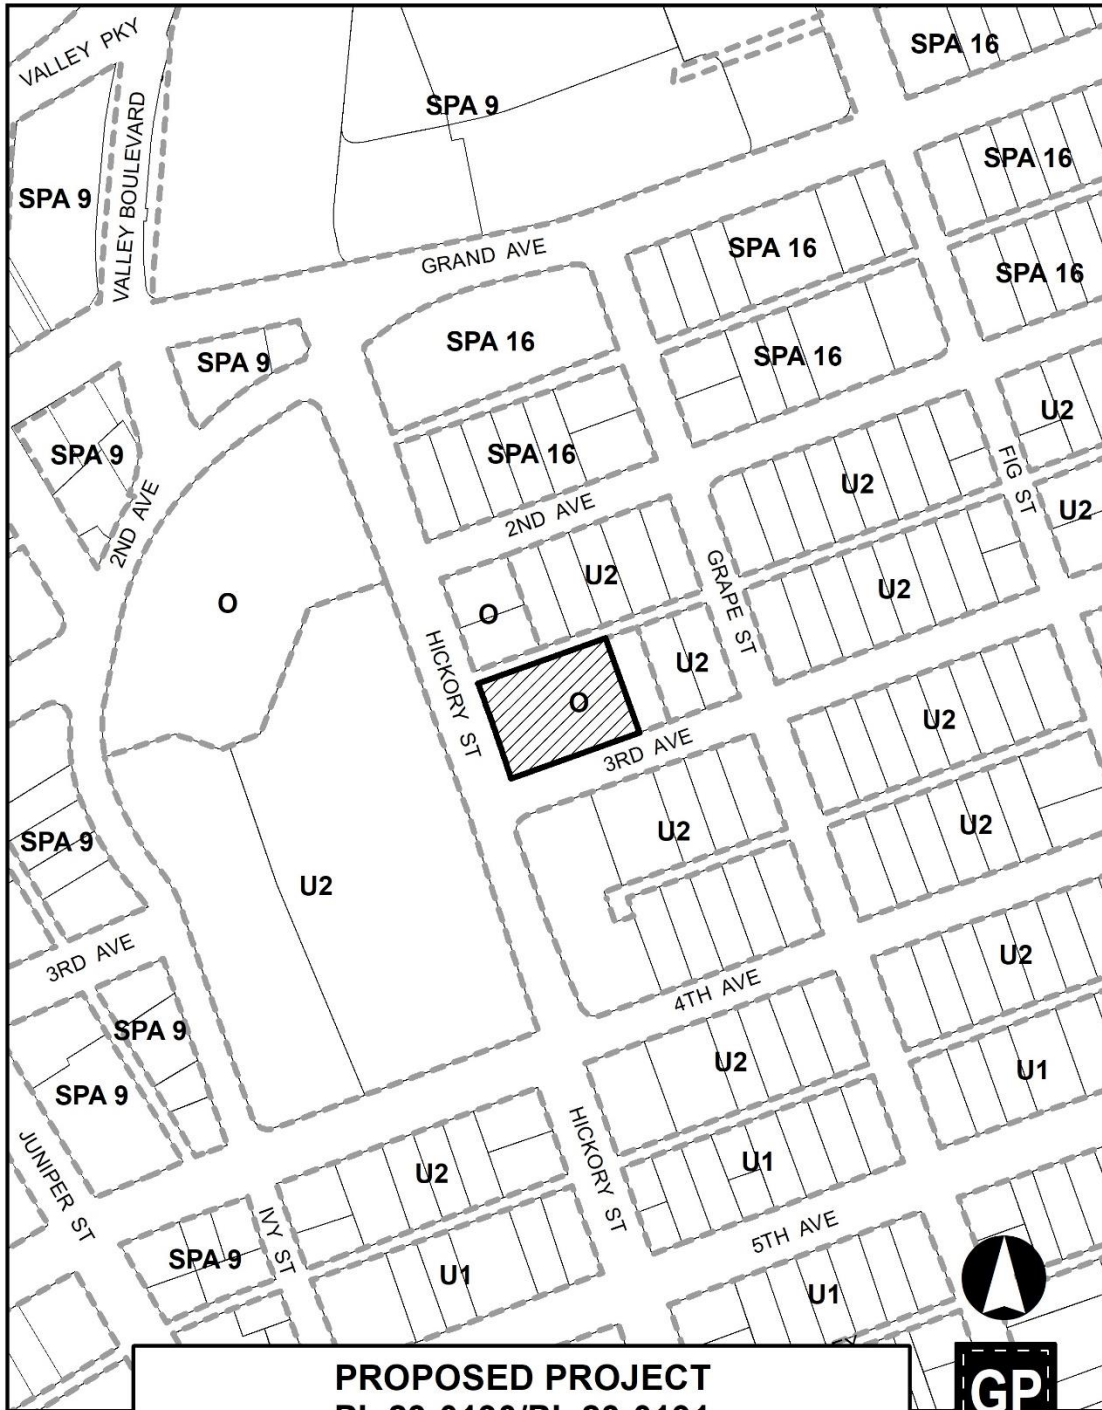 VALLEY PKY
SPA 16
SPA 9
VALLEY BOULEVARD
SPA 9
SPA 16
GRAND AVE
SPA 16
SPA 16
SPA 9
SPA 16
SPA 16
U2
SPA 9
SPA 16
U2
FIG ST
U2
2ND AVE
2ND AVE
O
U2
GRAPE ST
U2
O
HICKORY ST
U2
O
3RD AVE
U2
SPA 9
U2
U2
U2
3RD AVE
4TH AVE
U2
SPA 9
U2
U1
SPA 9
JUNIPER ST
HICKORY ST
U2
U1
IVY ST
SPA 9
U1
5TH AVE
U1
PROPOSED PROJECT
GP